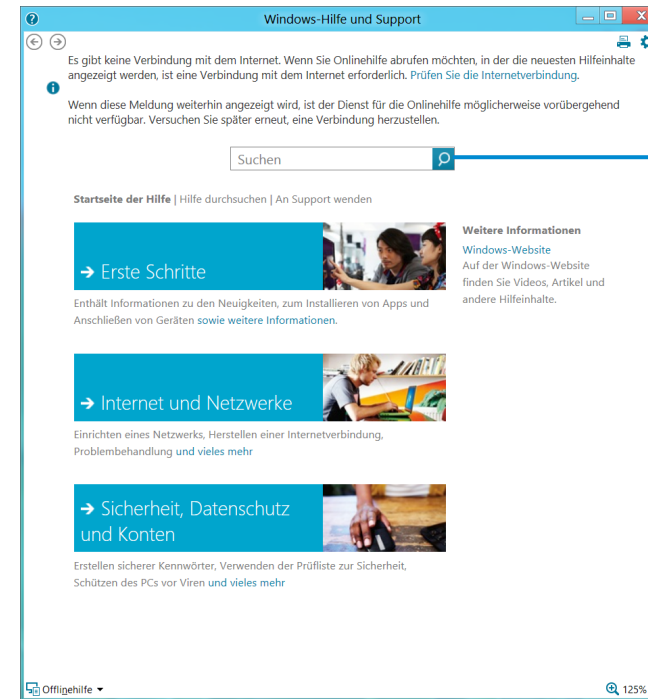 Windows-Hilfe und Support
Es gibt keine Verbindung mit dem Internet. Wenn Sie Onlinehilfe abrufen möchten, in der die neuesten Hilfeinhalte
angezeigt werden, ist eine Verbindung mit dem Internet erforderlich. Prüfen Sie die Internetverbindung.
Wenn diese Meldung weiterhin angezeigt wird, ist der Dienst für die Onlinehilfe möglicherweise vorübergehend
nicht verfügbar. Versuchen Sie später erneut, eine Verbindung herzustellen.
Suchen
Startseite der Hilfe | Hilfe durchsuchen | An Support wenden
→ Erste Schritte
Enthält Informationen zu den Neuigkeiten, zum Installieren von Apps und
Anschließen von Geräten sowie weitere Informationen.
Weitere Informationen
Windows-Website
Auf der Windows-Website
finden Sie Videos, Artikel und
andere Hilfeinhalte.
→ Internet und Netzwerke
Einrichten eines Netzwerks, Herstellen einer Internetverbindung,
Problembehandlung und vieles mehr
→ Sicherheit, Datenschutz
und Konten
Erstellen sicherer Kennwörter, Verwenden der Prüfliste zur Sicherheit,
Schützen des PCs vor Viren und vieles mehr
Offlinehilfe
125%